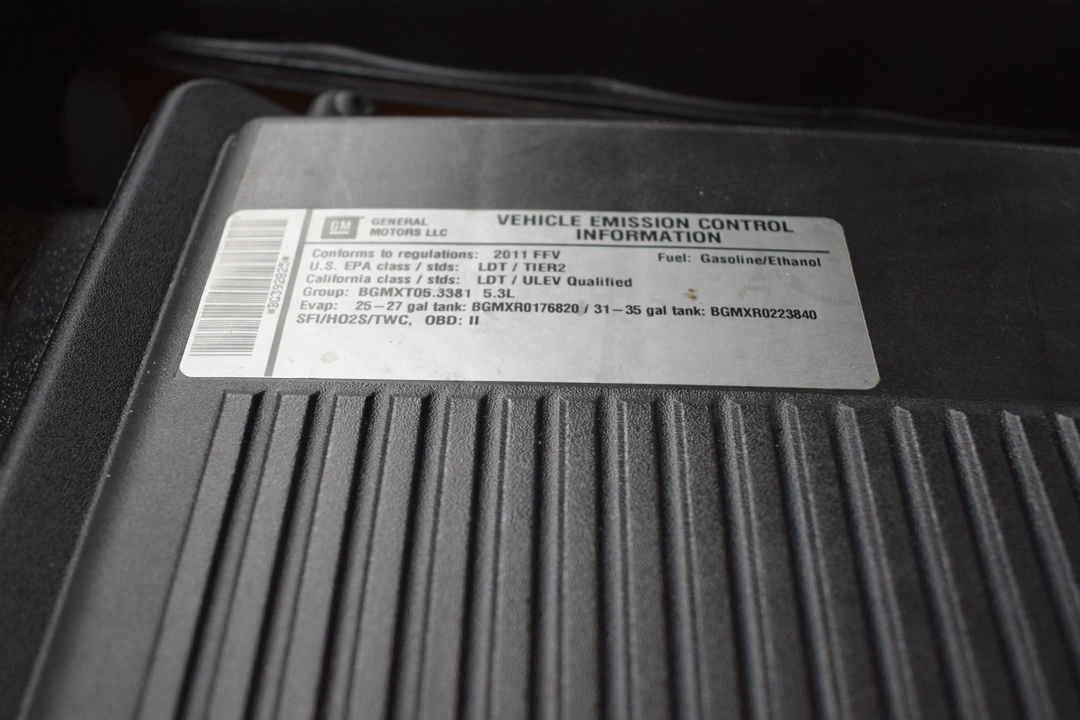 GM
GENERAL
MOTORS LLC
VEHICLE EMISSION CONTROL
INFORMATION
Conforms to regulations: 2011 FFV
Fuel: Gasoline/Ethanol
U.S. EPA class / stds: LDT / TIER2
California class / stds: LDT / ULEV Qualified
Group: BGMXT05.3381 5.3L
Evap: 25-27 gal tank: BGMXR0176820 / 31-35 gal tank: BGMXR0223840
SFI/HO2S/TWC, OBD: II
*BG392825*